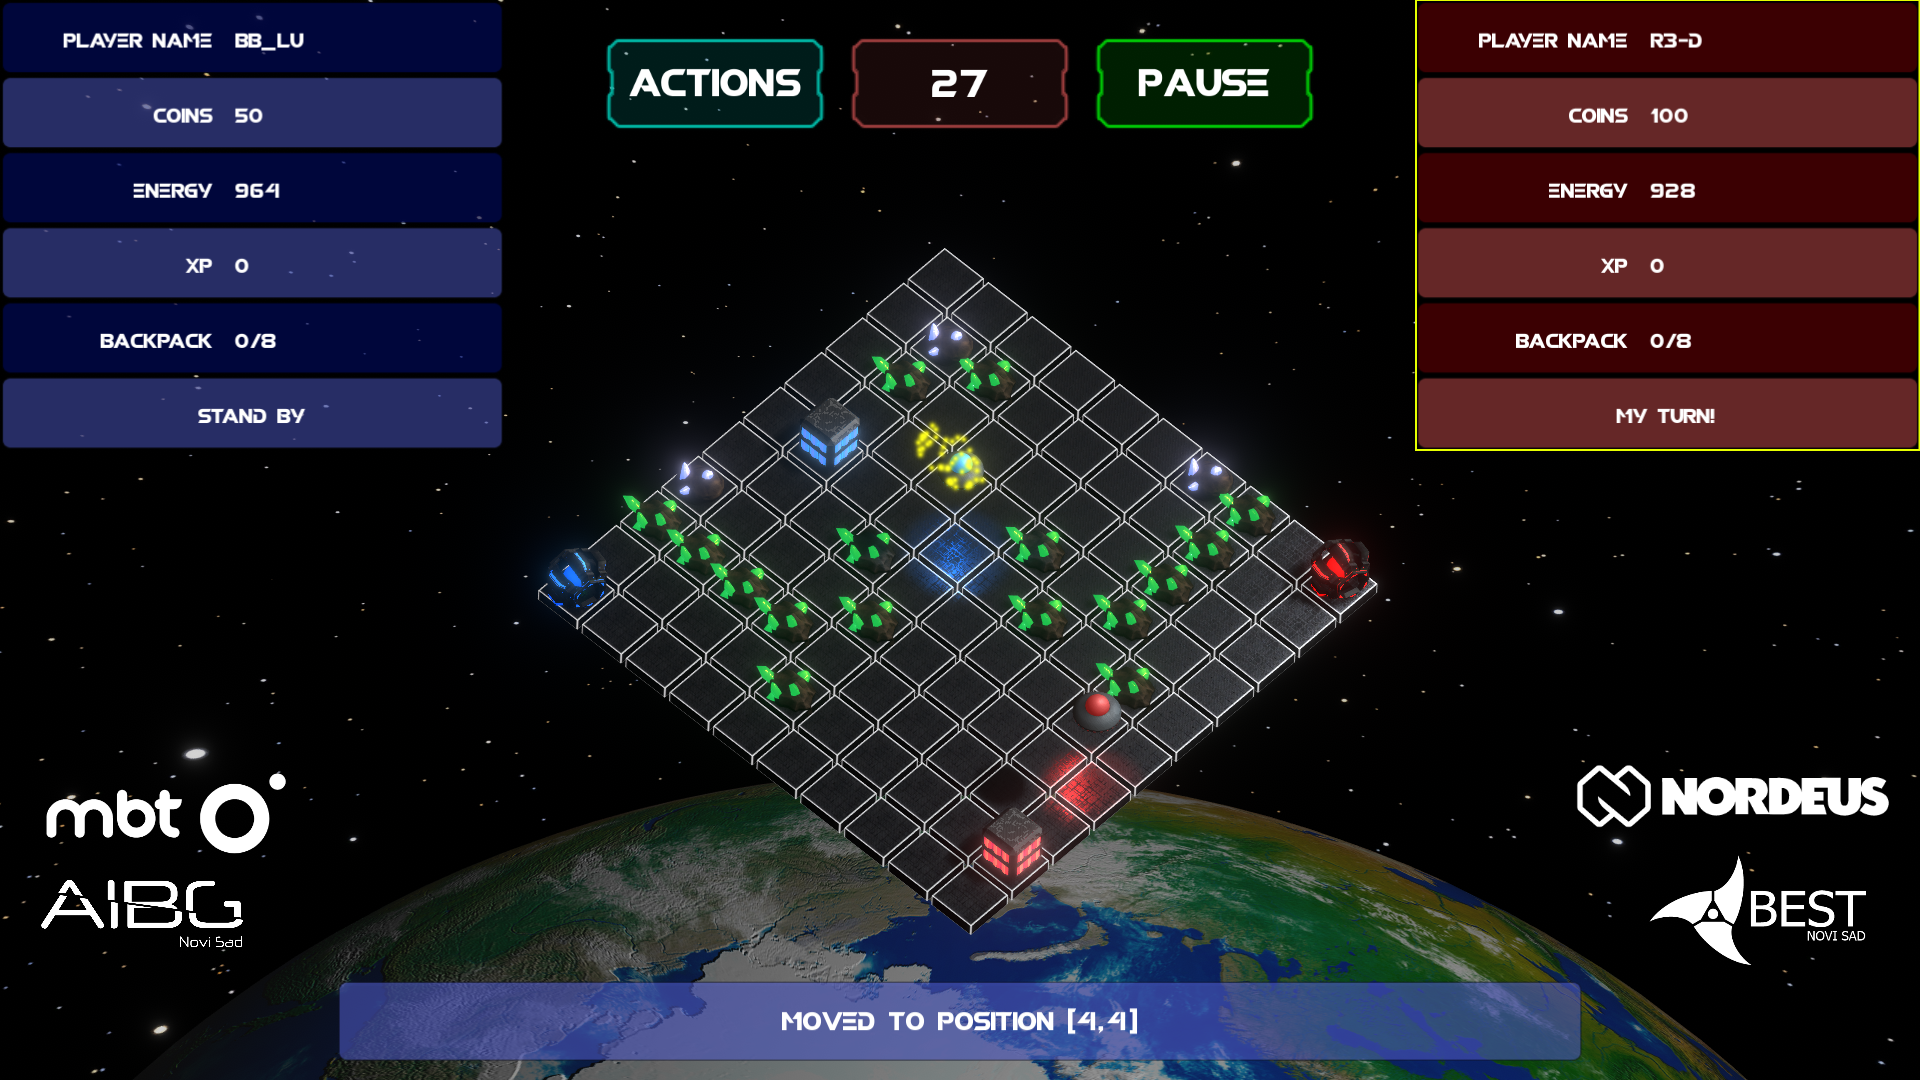 PLAYER NAME BB_LU
COINS 50
ENERGY 964
XP 0
BACKPACK 0/8
STAND BY
ACTIONS
27
PAUSE
PLAYER NAME R3-D
COINS 100
ENERGY 928
XP 0
BACKPACK 0/8
MY TURN!
mbt
AIBG
Novi Sad
NORDEUS
BEST
NOVI SAD
MOVED TO POSITION [4,4]